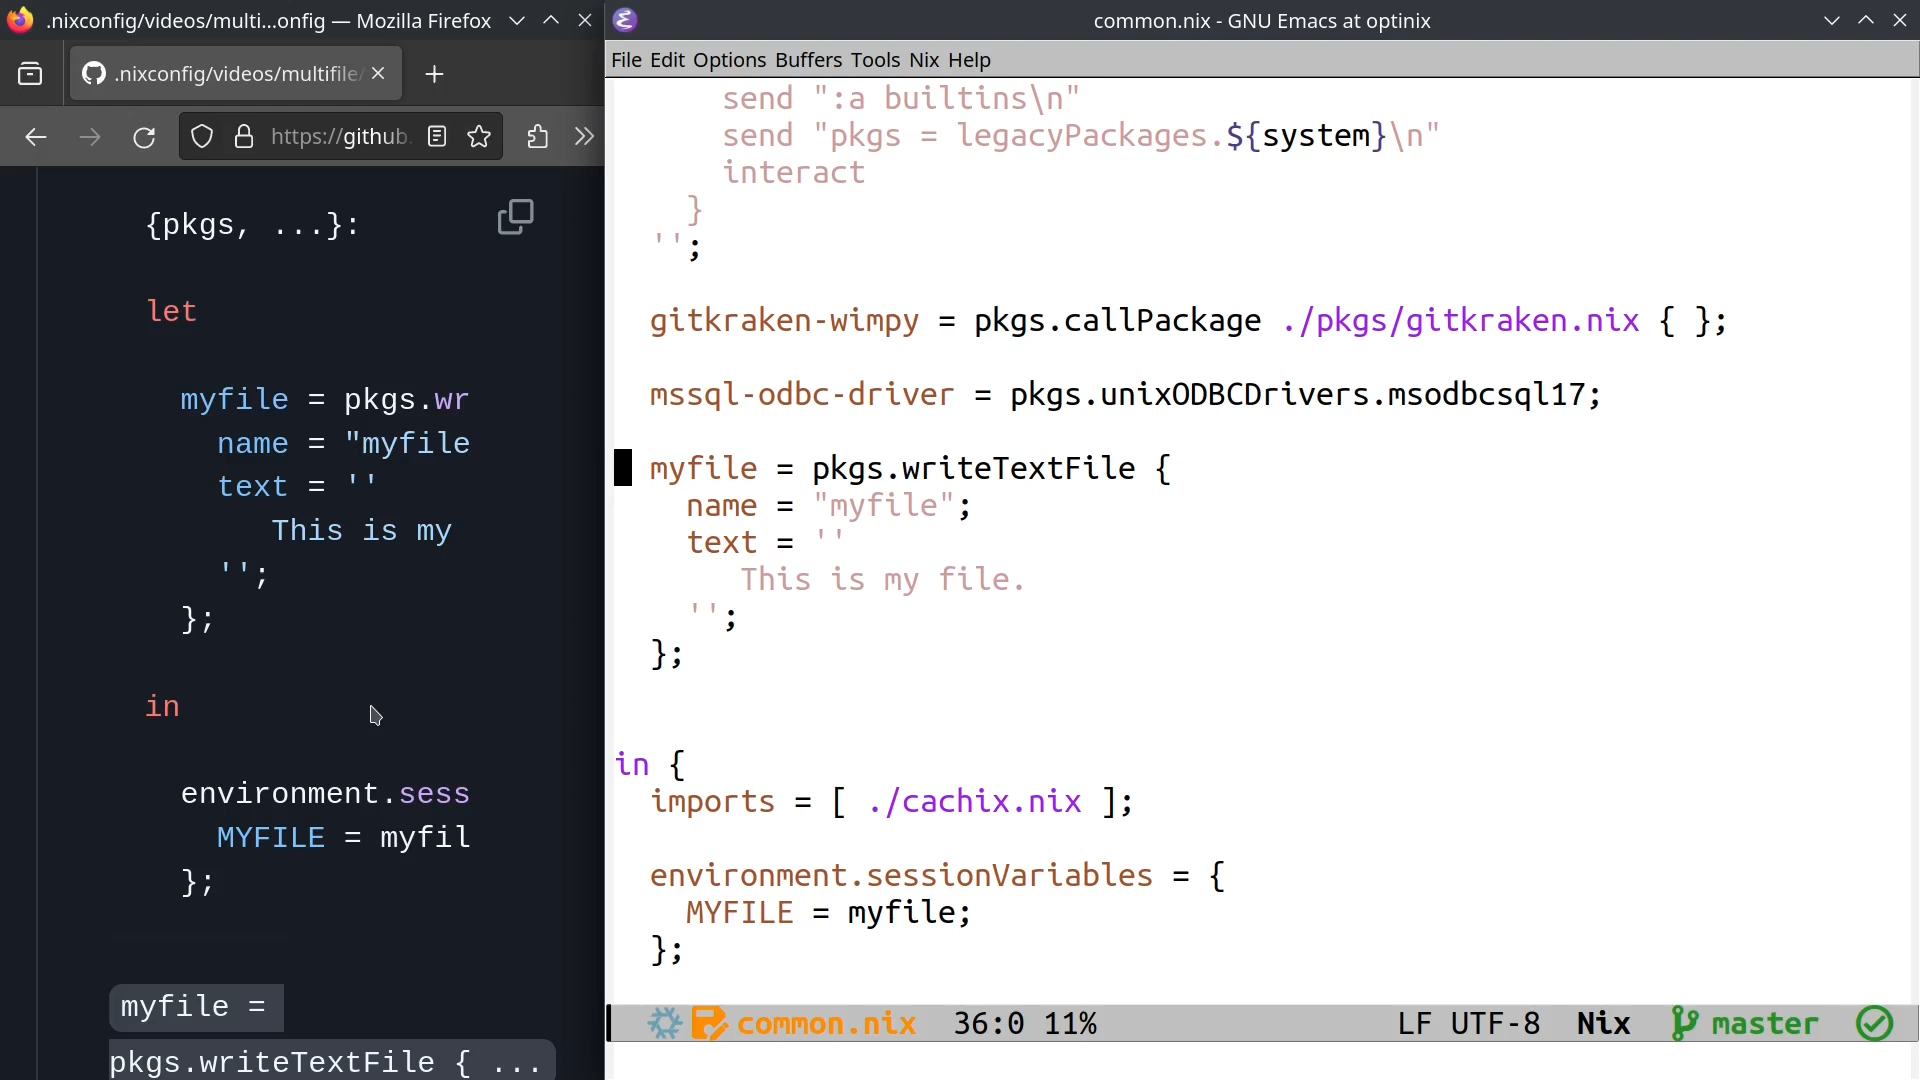 .nixconfig/videos/multi...onfig — Mozilla Firefox
.nixconfig/videos/multifile/
https://github.
{pkgs, ...}:
let
myfile = pkgs.wr
name = "myfile
text = ''
This is my
'';
};
in
environment.sess
MYFILE = myfil
};
myfile =
pkgs.writeTextFile { ...
common.nix - GNU Emacs at optinix
File Edit Options Buffers Tools Nix Help
send ":a builtins\n"
send "pkgs = legacyPackages.${system}\n"
interact
}
'';
gitkraken-wimpy = pkgs.callPackage ./pkgs/gitkraken.nix { };
mssql-odbc-driver = pkgs.unixODBCDrivers.msodbcsql17;
myfile = pkgs.writeTextFile {
name = "myfile";
text = ''
This is my file.
'';
};
in {
imports = [ ./cachix.nix ];
environment.sessionVariables = {
MYFILE = myfile;
};
common.nix 36:0 11% LF UTF-8 Nix master